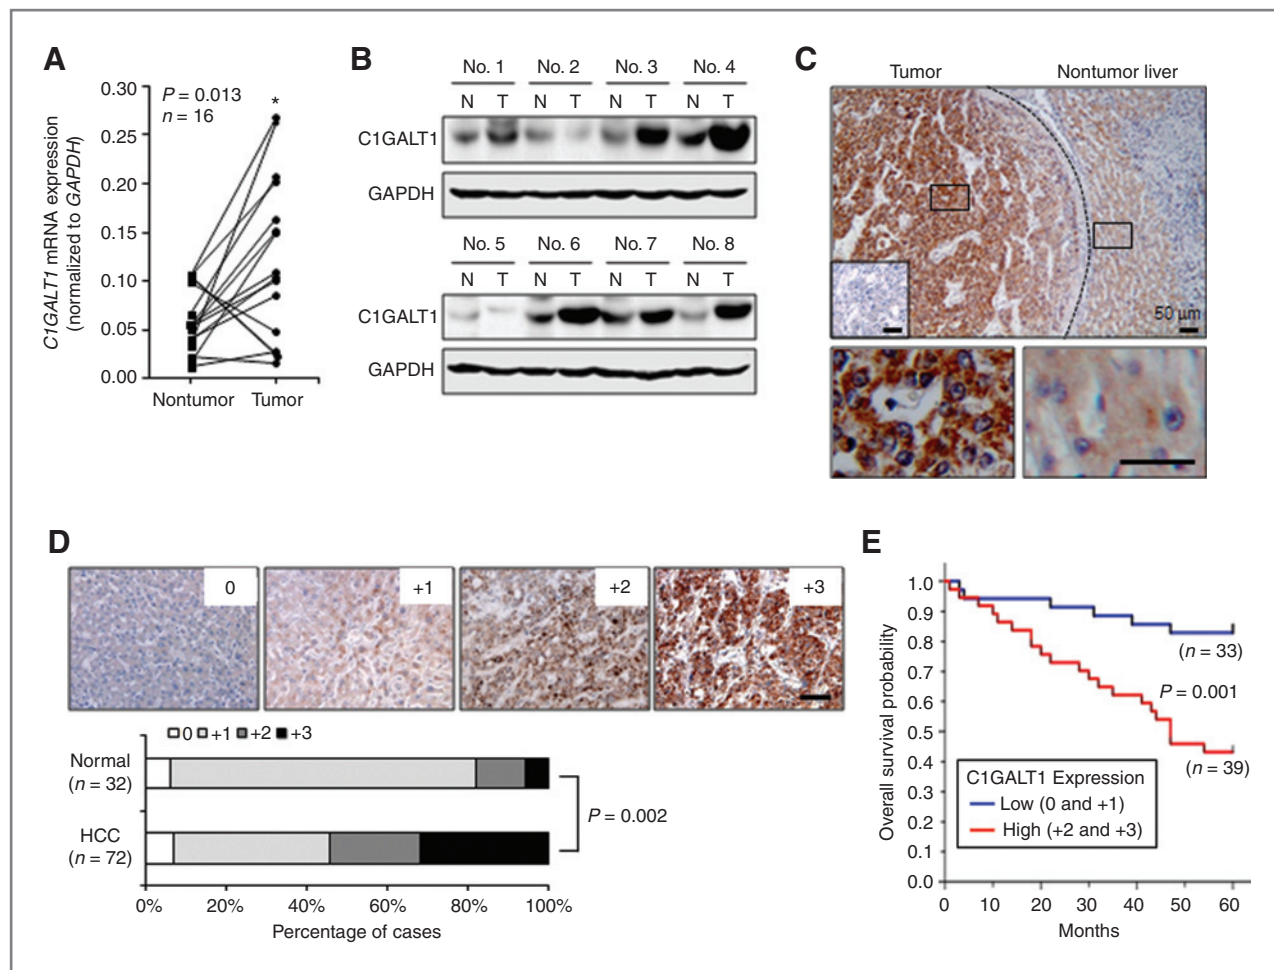 A
0.30
0.25
0.20
0.15
0.10
0.05
0.00
C1GALT1 mRNA expression
(normalized to GAPDH)
P = 0.013
n = 16
*
Nontumor Tumor
B
No. 1 No. 2 No. 3 No. 4
N T N T N T N T
C1GALT1
GAPDH
No. 5 No. 6 No. 7 No. 8
N T N T N T N T
C1GALT1
GAPDH
C
Tumor Nontumor liver
50 µm
D
0 +1 +2 +3
0 +1 +2 +3
Normal
(n = 32)
HCC
(n = 72)
P = 0.002
0% 20% 40% 60% 80% 100%
Percentage of cases
E
Overall survival probability
1.0
0.9
0.8
0.7
0.6
0.5
0.4
0.3
0.2
0.1
0.0
(n = 33)
P = 0.001
(n = 39)
C1GALT1 Expression
Low (0 and +1)
High (+2 and +3)
0 10 20 30 40 50 60
Months